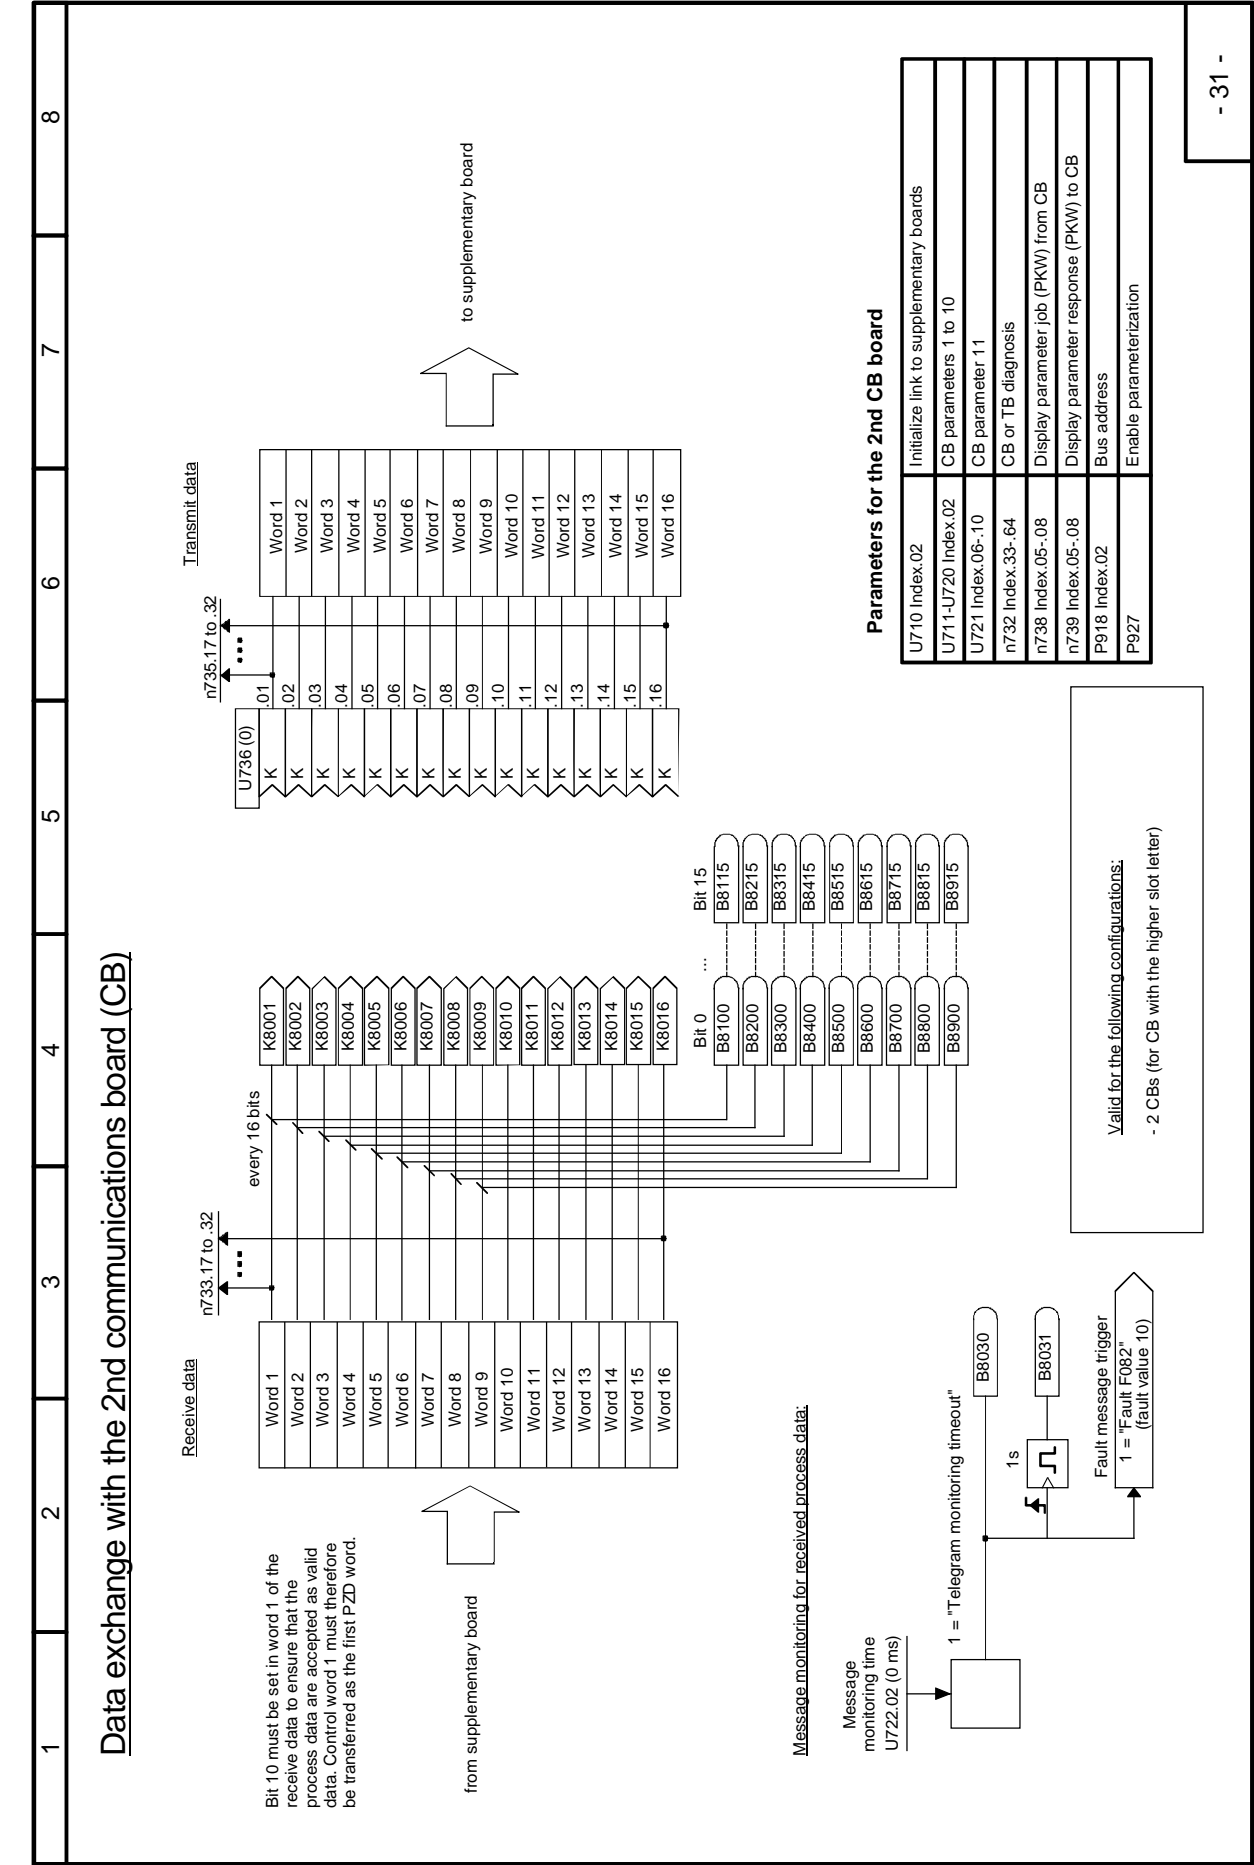 1 2 3 4 5 6 7 8
Data exchange with the 2nd communications board (CB)
Bit 10 must be set in word 1 of the
receive data to ensure that the
process data are accepted as valid
data. Control word 1 must therefore
be transferred as the first PZD word.
from supplementary board
Receive data
n733.17 to .32
every 16 bits
Word 1 K8001
Word 2 K8002
Word 3 K8003
Word 4 K8004
Word 5 K8005
Word 6 K8006
Word 7 K8007
Word 8 K8008
Word 9 K8009
Word 10 K8010
Word 11 K8011
Word 12 K8012
Word 13 K8013
Word 14 K8014
Word 15 K8015
Word 16 K8016
Bit 0 ... Bit 15
B8100 B8115
B8200 B8215
B8300 B8315
B8400 B8415
B8500 B8515
B8600 B8615
B8700 B8715
B8800 B8815
B8900 B8915
Transmit data
n735.17 to .32
U736 (0)
K .01 Word 1
K .02 Word 2
K .03 Word 3
K .04 Word 4
K .05 Word 5
K .06 Word 6
K .07 Word 7
K .08 Word 8
K .09 Word 9
K .10 Word 10
K .11 Word 11
K .12 Word 12
K .13 Word 13
K .14 Word 14
K .15 Word 15
K .16 Word 16
to supplementary board
Message monitoring for received process data:
Message
monitoring time
U722.02 (0 ms)
1 = "Telegram monitoring timeout"
B8030
1s
B8031
Fault message trigger
1 = "Fault F082"
(fault value 10)
Valid for the following configurations:
- 2 CBs (for CB with the higher slot letter)
Parameters for the 2nd CB board
U710 Index.02 Initialize link to supplementary boards
U711-U720 Index.02 CB parameters 1 to 10
U721 Index.06-.10 CB parameter 11
n732 Index.33-.64 CB or TB diagnosis
n738 Index.05-.08 Display parameter job (PKW) from CB
n739 Index.05-.08 Display parameter response (PKW) to CB
P918 Index.02 Bus address
P927 Enable parameterization
- 31 -